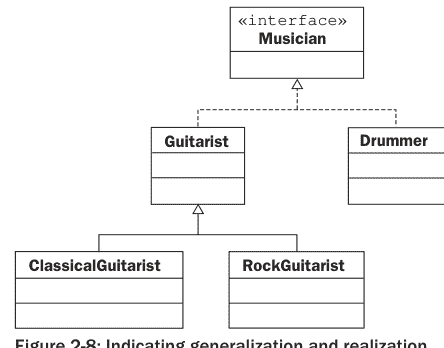 «interface»
Musician
Guitarist
Drummer
ClassicalGuitarist
RockGuitarist
Figure 2-8: Indicating generalization and realization